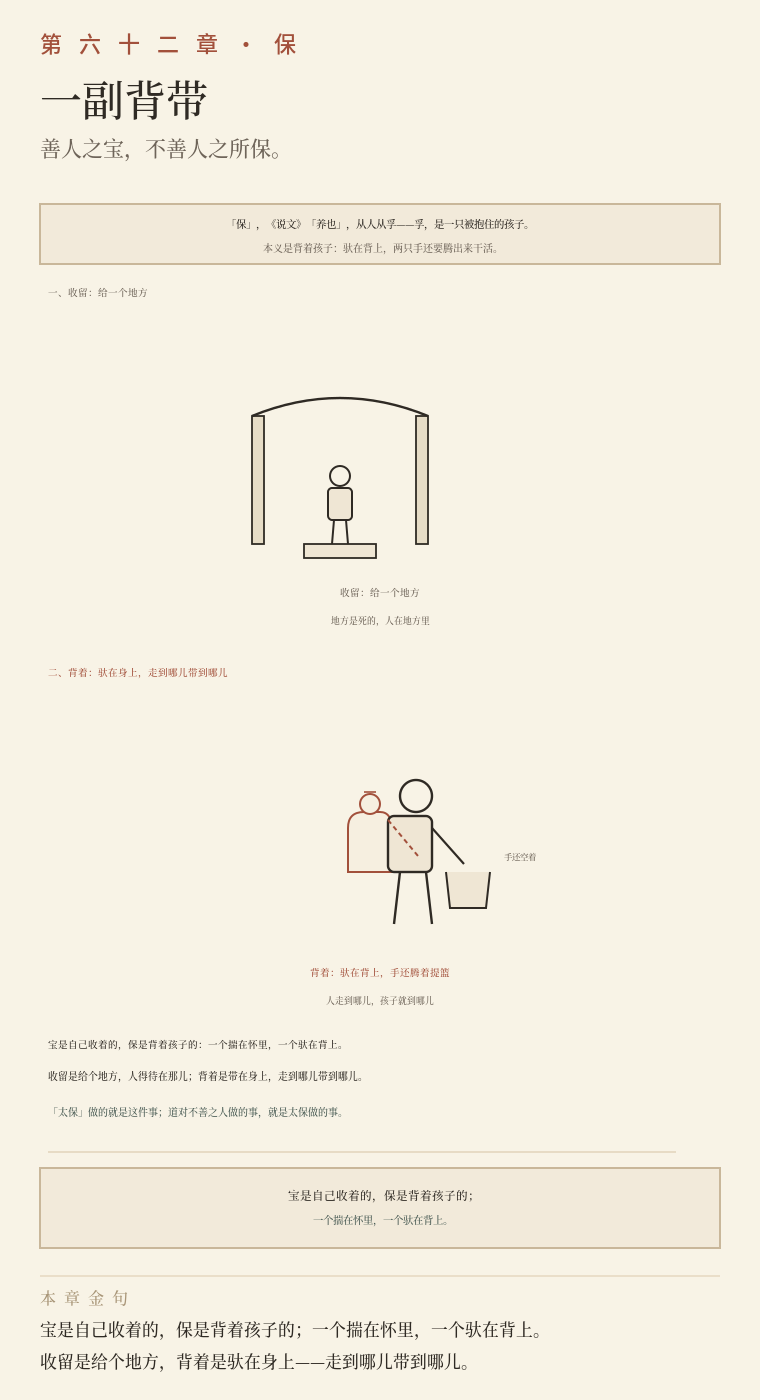 第六十二章·保
一副背带
善人之宝，不善人之所保。
「保」，《说文》「养也」，从人从孚——孚，是一只被抱住的孩子。
本义是背着孩子：驮在背上，两只手还要腾出来干活。
一、收留：给一个地方
收留：给一个地方
地方是死的，人在地方里
二、背着：驮在身上，走到哪儿带到哪儿
手还空着
背着：驮在背上，手还腾着提篮
人走到哪儿，孩子就到哪儿
宝是自己收着的，保是背着孩子的：一个揣在怀里，一个驮在背上。
收留是给个地方，人得待在那儿；背着是带在身上，走到哪儿带到哪儿。
「太保」做的就是这件事；道对不善之人做的事，就是太保做的事。
宝是自己收着的，保是背着孩子的；
一个揣在怀里，一个驮在背上。
本章金句
宝是自己收着的，保是背着孩子的；一个揣在怀里，一个驮在背上。
收留是给个地方，背着是驮在身上——走到哪儿带到哪儿。